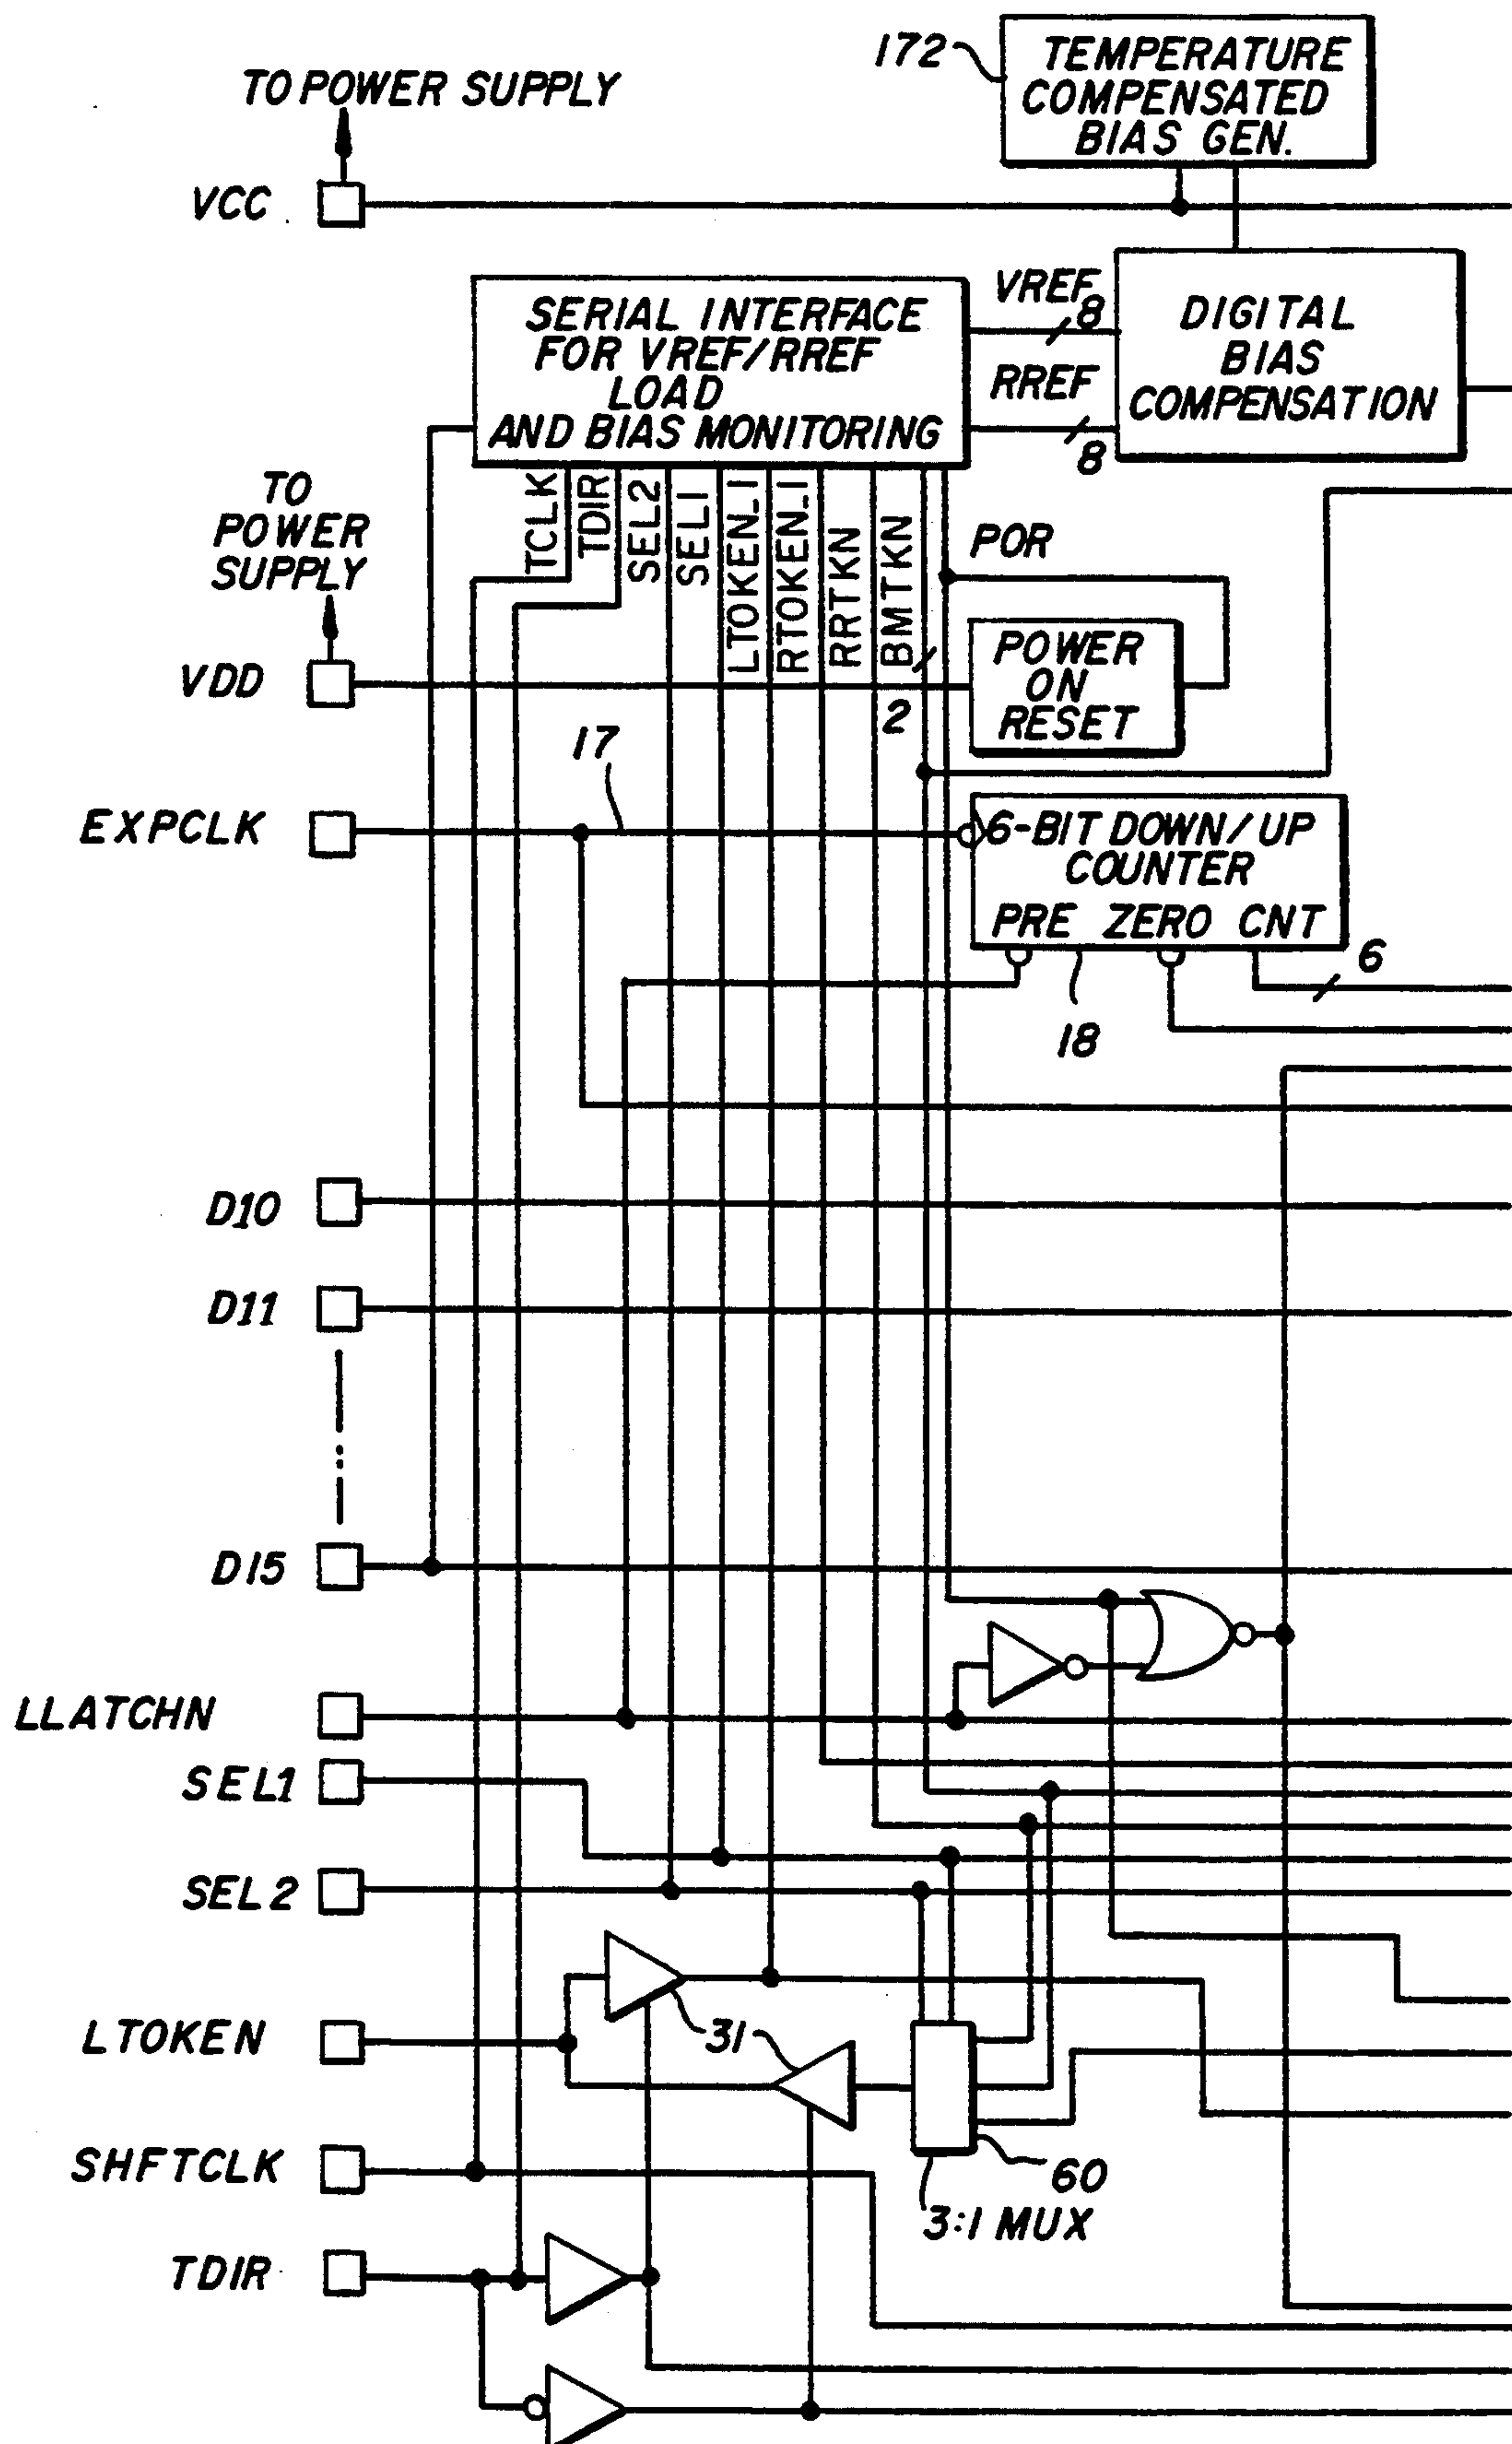 172
TEMPERATURE
COMPENSATED
BIAS GEN.
TO POWER SUPPLY
VCC
SERIAL INTERFACE
FOR VREF/RREF
LOAD
AND BIAS MONITORING
VREF
8
RREF
8
DIGITAL
BIAS
COMPENSATION
TO
POWER
SUPPLY
TCLK
TDIR
SEL2
SEL1
LTOKEN_I
RTOKEN_I
RRTKN
BMTKN
2
POR
VDD
POWER
ON
RESET
17
EXPCLK
6-BIT DOWN/UP
COUNTER
PRE ZERO CNT
6
18
D10
D11
D15
LLATCHN
SEL1
SEL2
LTOKEN
31
SHFTCLK
60
3:1 MUX
TDIR